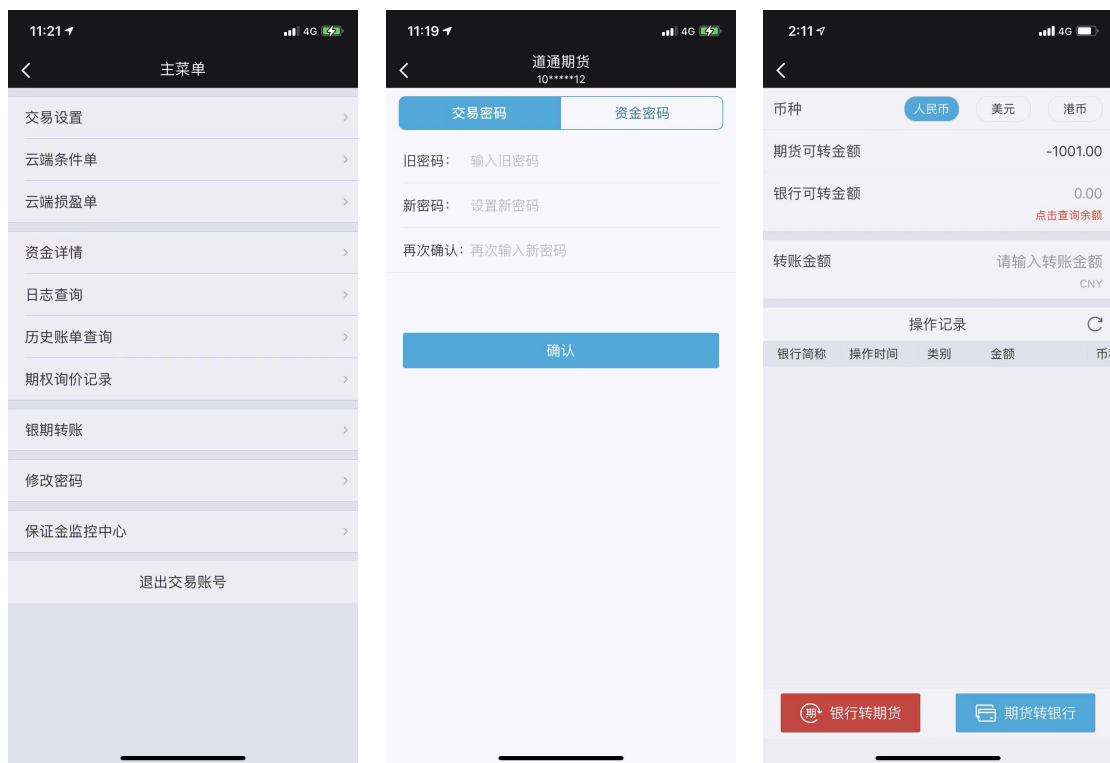 11:21
4G
主菜单
交易设置
云端条件单
云端损盈单
资金详情
日志查询
历史账单查询
期权询价记录
银期转账
修改密码
保证金监控中心
退出交易账号
11:19
4G
道通期货
10*****12
交易密码 资金密码
旧密码： 输入旧密码
新密码： 设置新密码
再次确认：再次输入新密码
确认
2:11
4G
币种 人民币 美元 港币
期货可转金额 -1001.00
银行可转金额 0.00
点击查询余额
转账金额 请输入转账金额
CNY
操作记录
银行简称 操作时间 类别 金额 币
期 银行转期货 期货转银行